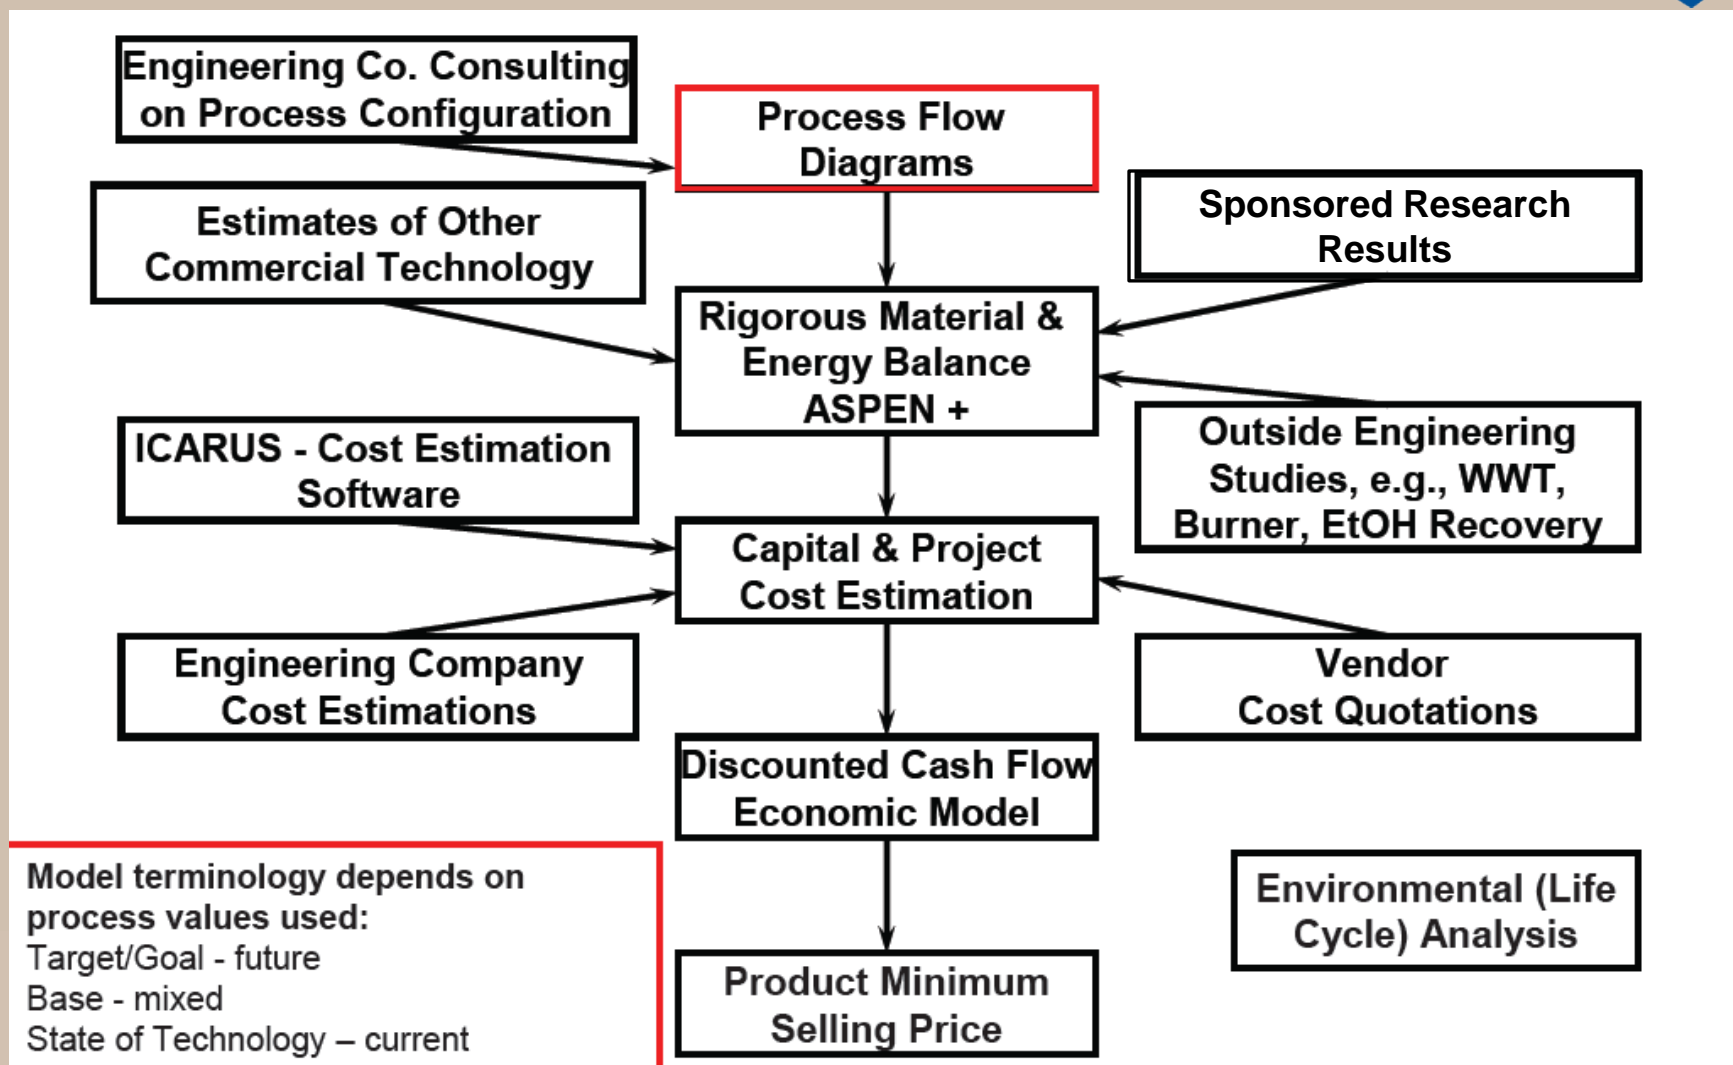 Engineering Co. Consulting
on Process Configuration
Process Flow
Diagrams
Estimates of Other
Commercial Technology
Sponsored Research
Results
Rigorous Material &
Energy Balance
ASPEN +
ICARUS - Cost Estimation
Software
Outside Engineering
Studies, e.g., WWT,
Burner, EtOH Recovery
Capital & Project
Cost Estimation
Engineering Company
Cost Estimations
Vendor
Cost Quotations
Discounted Cash Flow
Economic Model
Model terminology depends on
process values used:
Target/Goal - future
Base - mixed
State of Technology – current
Environmental (Life
Cycle) Analysis
Product Minimum
Selling Price